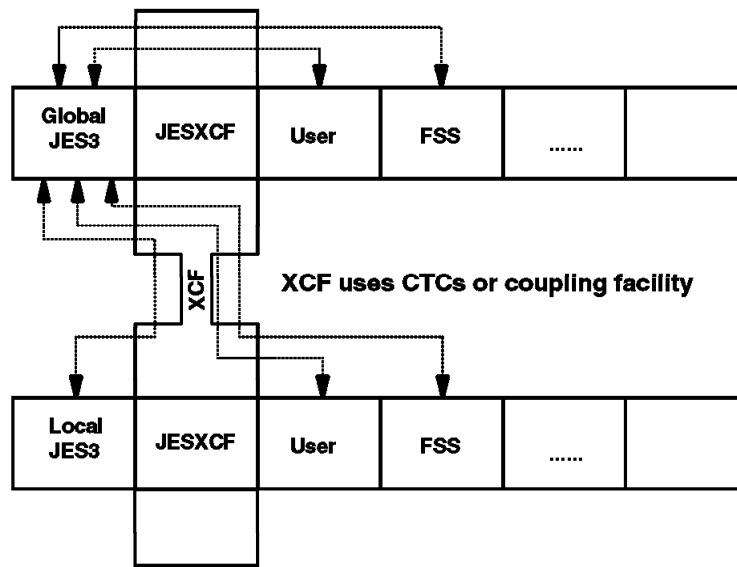 Global
JES3
JESXCF
User
FSS
......
XCF
XCF uses CTCs or coupling facility
Local
JES3
JESXCF
User
FSS
......